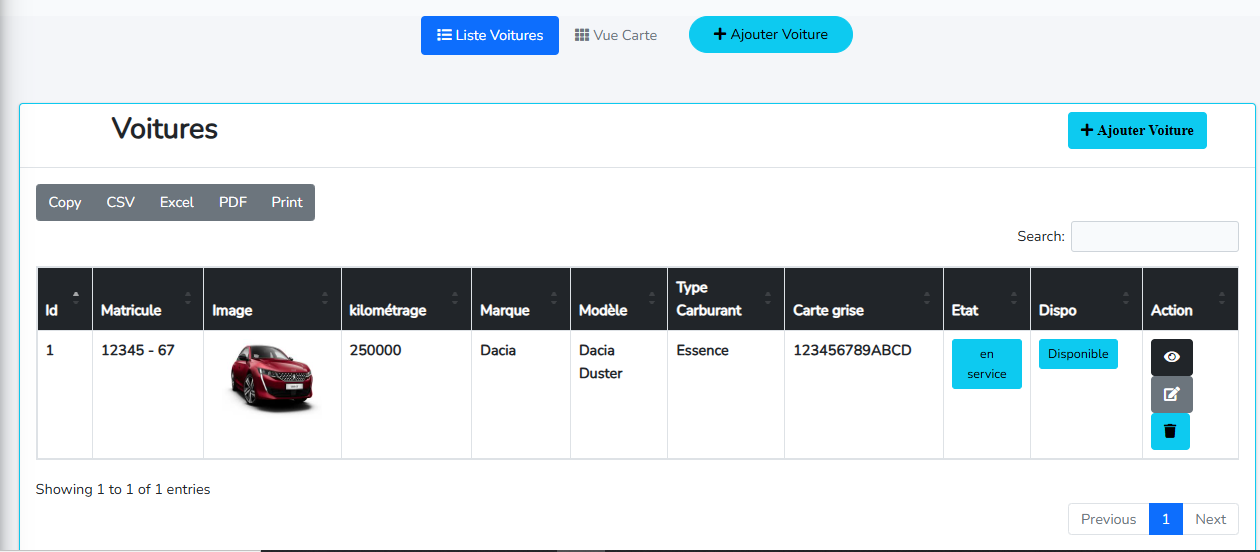 Liste Voitures Vue Carte Ajouter Voiture
Voitures Ajouter Voiture
Copy CSV Excel PDF Print
Search:
Id Matricule Image kilométrage Marque Modèle Type Carburant Carte grise Etat Dispo Action
1 12345 - 67 250000 Dacia Dacia Duster Essence 123456789ABCD en service Disponible
Showing 1 to 1 of 1 entries
Previous 1 Next